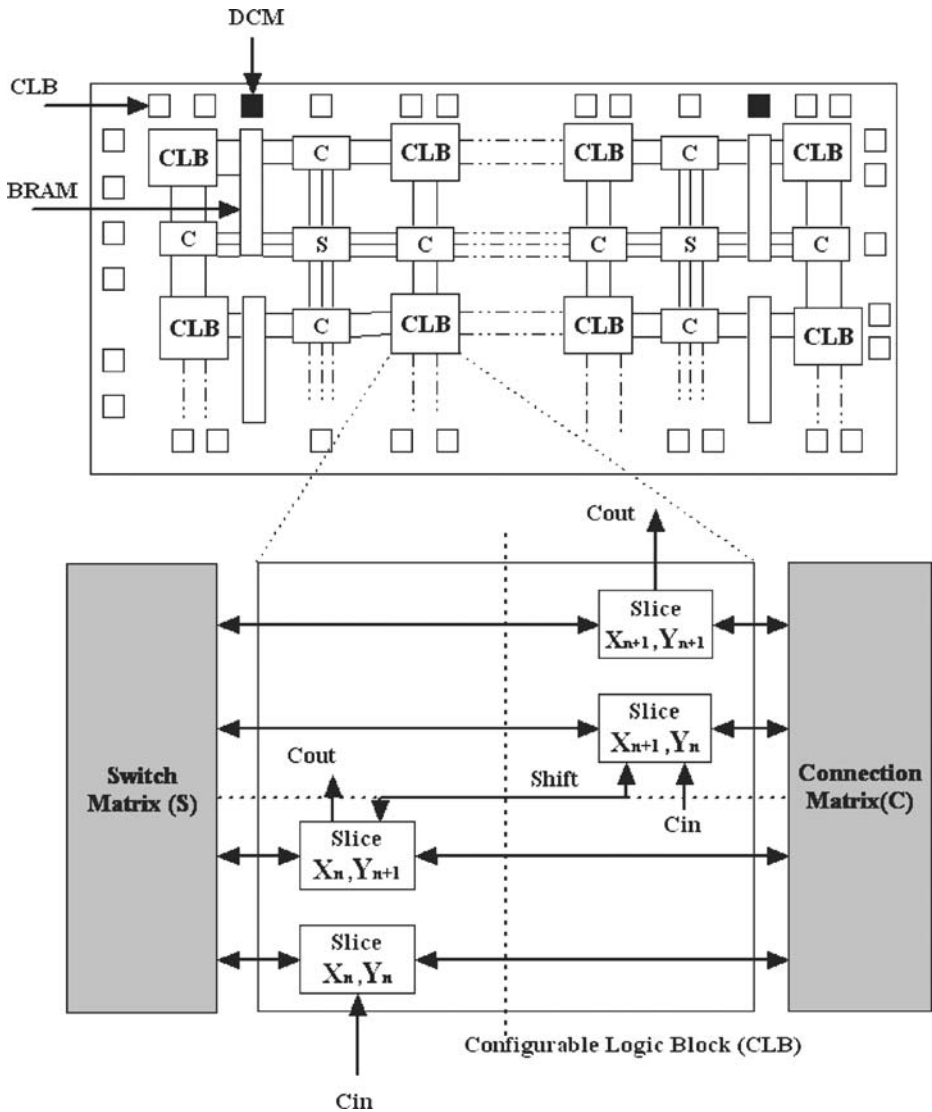 DCM
CLB
CLB C CLB CLB C CLB
BRAM
C S C C S C
CLB C CLB CLB C CLB
Cout
Slice
Xn+1,Yn+1
Slice
Xn+1,Yn
Switch
Matrix (S)
Cout
Shift
Connection
Matrix(C)
Cin
Slice
Xn,Yn+1
Slice
Xn,Yn
Configurable Logic Block (CLB)
Cin